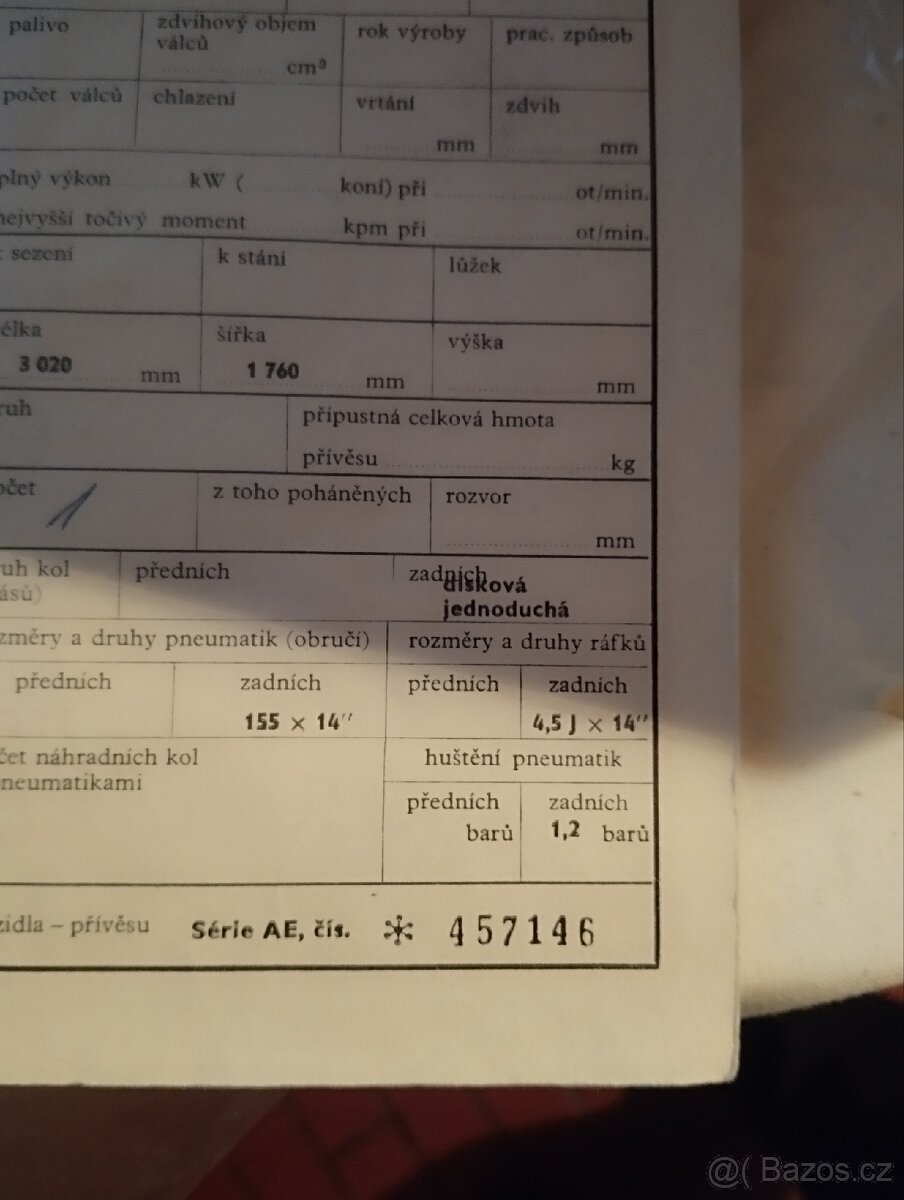 palivo zdvihový objem válců cm³ rok výroby prac. způsob
počet válců chlazení vrtání mm zdvih mm
plný výkon kW ( koní) při ot/min.
nejvyšší točivý moment kpm při ot/min.
k sezení k stání lůžek
élka 3 020 mm šířka 1 760 mm výška mm
ruh přípustná celková hmota
přívěsu kg
očet 1 z toho poháněných rozvor
mm
uh kol předních zadních
ásů) disková
jednoduchá
změry a druhy pneumatik (obručí) rozměry a druhy ráfků
předních zadních předních zadních
155 × 14″ 4,5 J × 14″
čet náhradních kol huštění pneumatik
neumatikami
předních zadních
barů 1,2 barů
zidla – přívěsu Série AE, čís. * 457146
@( Bazos.cz